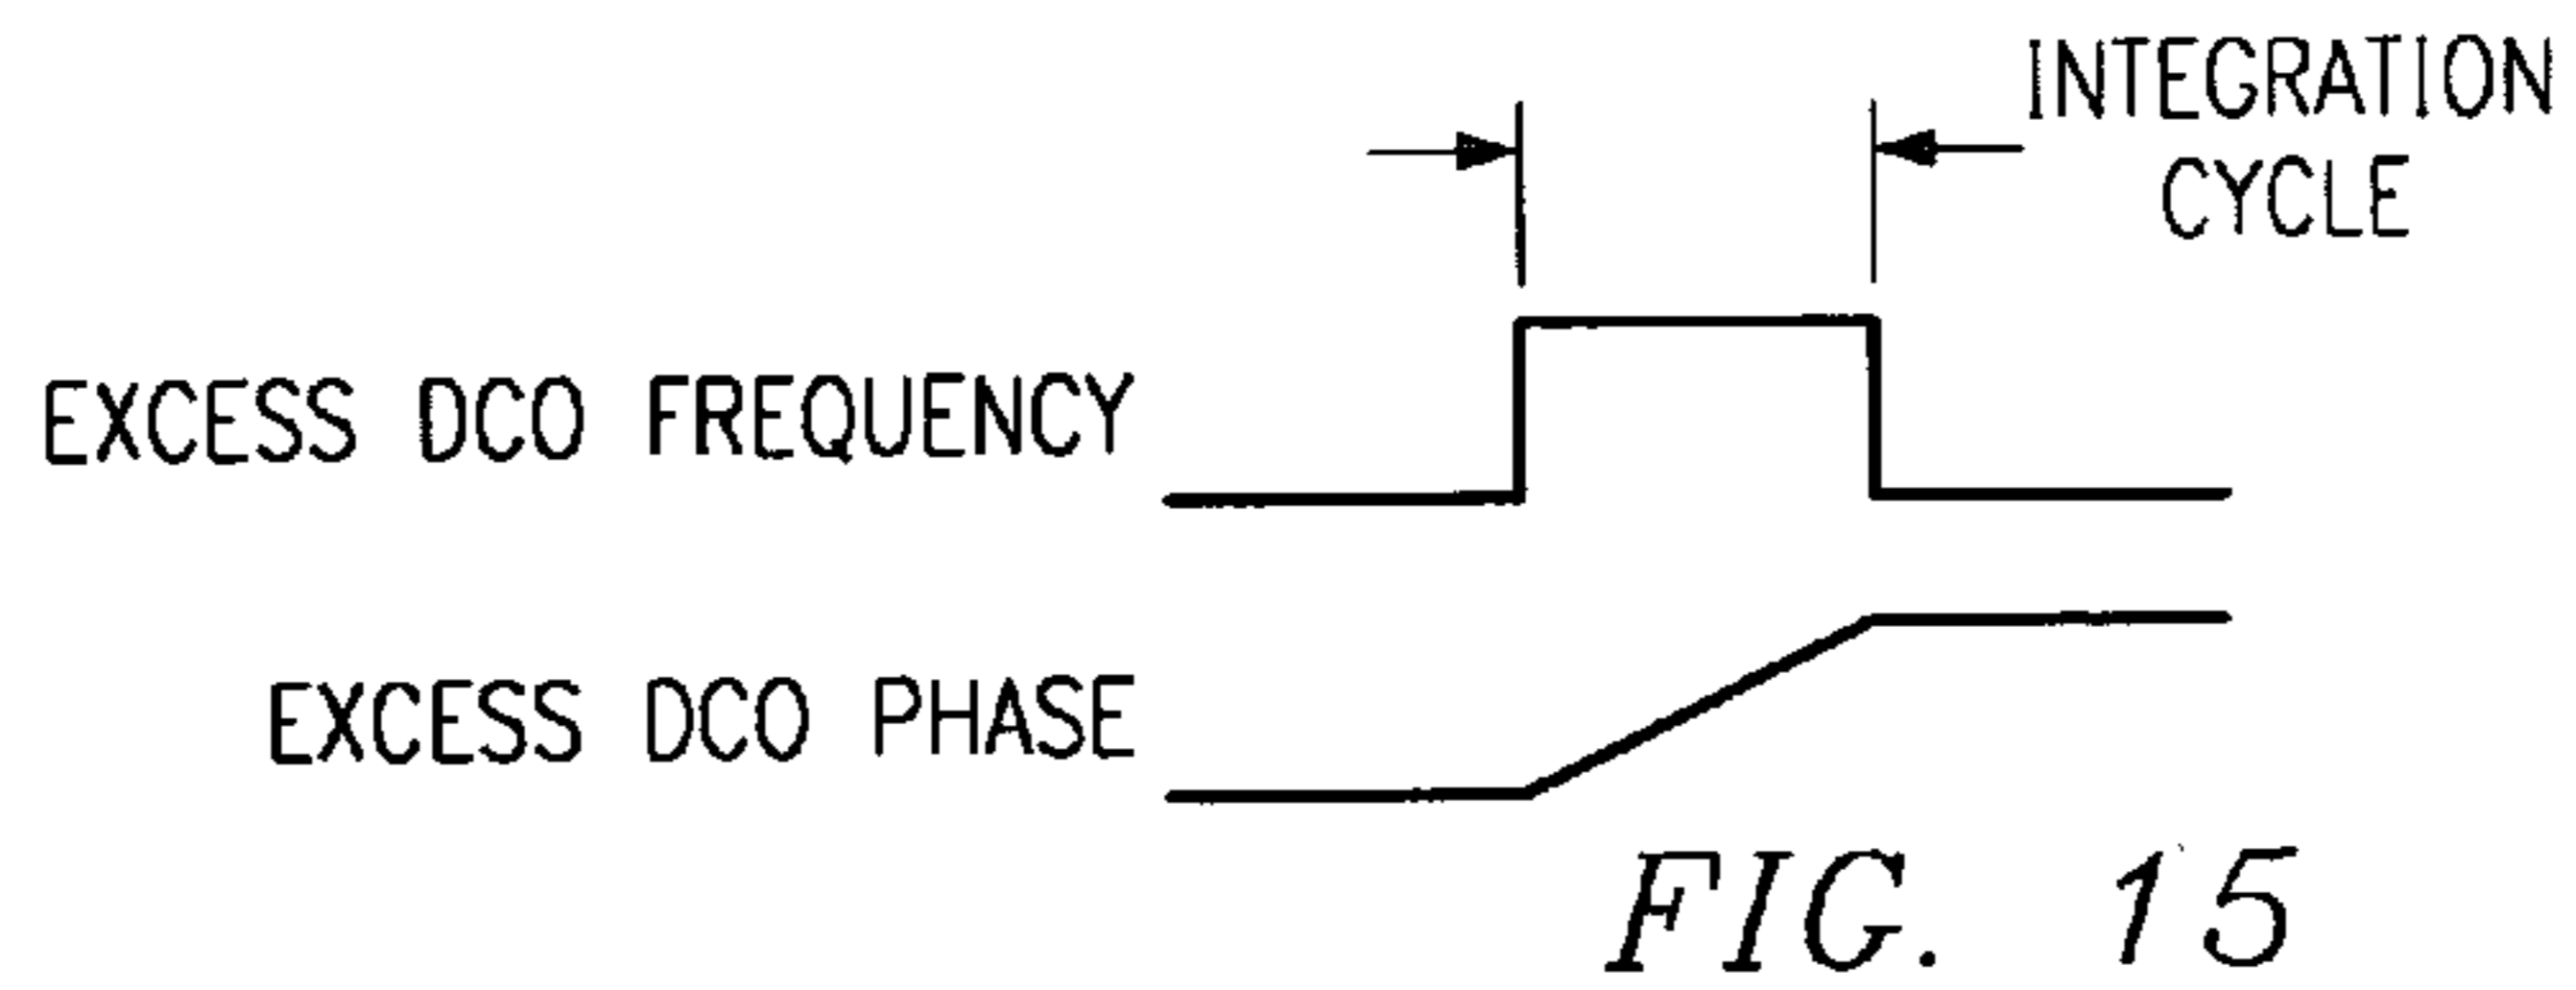 INTEGRATION
CYCLE
EXCESS DCO FREQUENCY
EXCESS DCO PHASE
FIG. 15